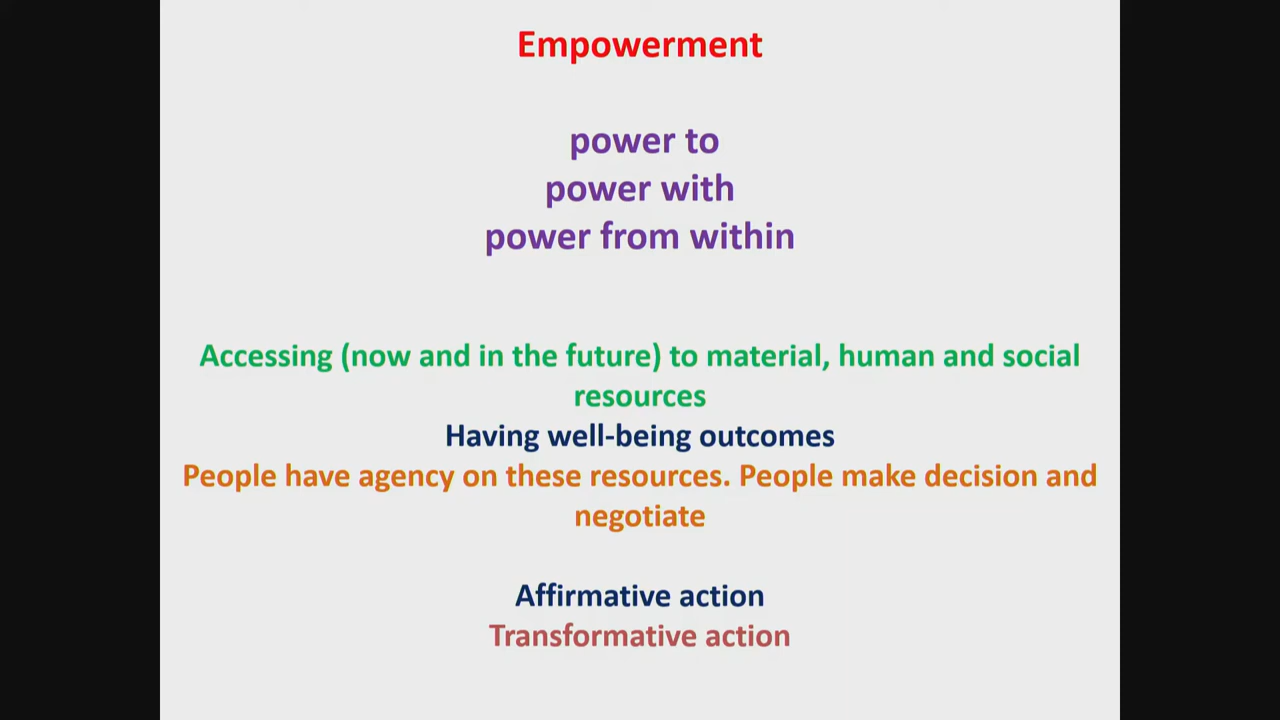 Empowerment
power to
power with
power from within
Accessing (now and in the future) to material, human and social
resources
Having well-being outcomes
People have agency on these resources. People make decision and
negotiate
Affirmative action
Transformative action